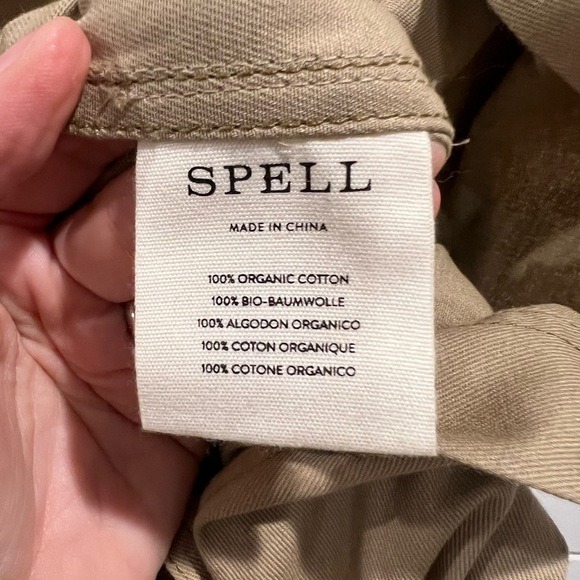 SPELL
MADE IN CHINA
100% ORGANIC COTTON
100% BIO-BAUMWOLLE
100% ALGODON ORGANICO
100% COTON ORGANIQUE
100% COTONE ORGANICO